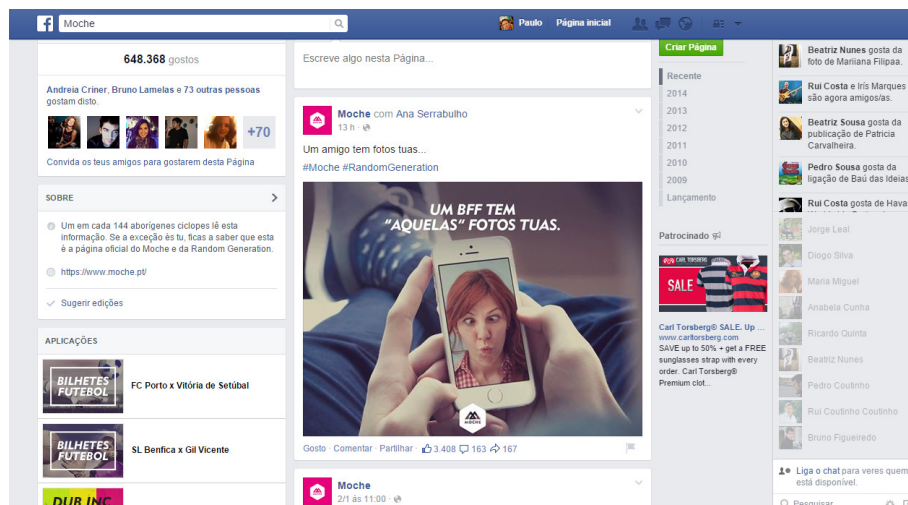 Moche
Paulo
Página inicial
648.368 gostos
Andreia Criner, Bruno Lamelas e 73 outras pessoas
gostam disto.
+70
Convida os teus amigos para gostarem desta Página
SOBRE
Um em cada 144 aborígenes ciclopes lê esta
informação. Se a exceção és tu, ficas a saber que esta
é a página oficial do Moche e da Random Generation.
https://www.moche.pt/
Sugerir edições
APLICAÇÕES
BILHETES
FUTEBOL
FC Porto x Vitória de Setúbal
BILHETES
FUTEBOL
SL Benfica x Gil Vicente
DUB INC
Escreve algo nesta Página...
Moche com Ana Serrabulho
13 h ·
Um amigo tem fotos tuas...
#Moche #RandomGeneration
UM BFF TEM
"AQUELAS" FOTOS TUAS.
MOCHE
Gosto · Comentar · Partilhar · 3.408 163 167
Moche
2/1 às 11:00 ·
Criar Página
Recente
2014
2013
2012
2011
2010
2009
Lançamento
Patrocinado
CARL TORSBERG
SALE
Carl Torsberg® SALE. Up ...
www.carltorsberg.com
SAVE up to 50% + get a FREE
sunglasses strap with every
order. Carl Torsberg®
Premium clot...
Beatriz Nunes gosta da
foto de Mariiana Filipaa.
Rui Costa e Irís Marques
são agora amigos/as.
Beatriz Sousa gosta da
publicação de Patricia
Carvalheira.
Pedro Sousa gosta da
ligação de Baú das Ideias
Rui Costa gosta de Hava
Jorge Leal
Diogo Silva
Maria Miguel
Anabela Cunha
Ricardo Quinta
Beatriz Nunes
Pedro Coutinho
Rui Coutinho Coutinho
Bruno Figueiredo
Liga o chat para veres quem
está disponível.
Pesquisar